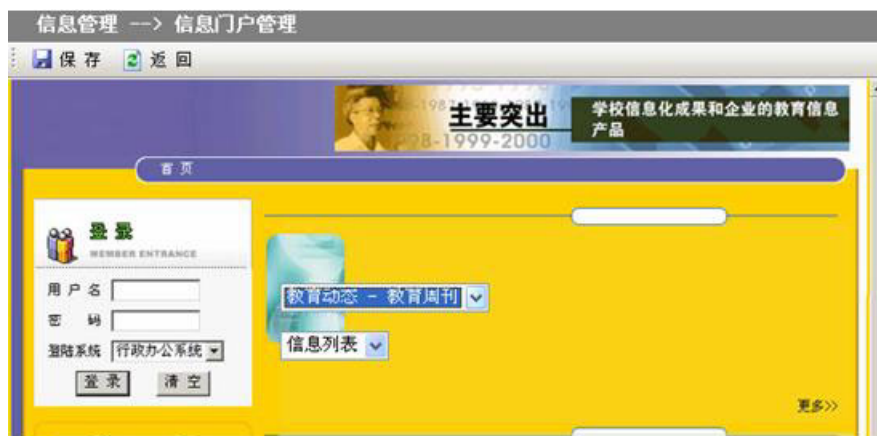 信息管理 --> 信息门户管理
保存 返回
主要突出
学校信息化成果和企业的教育信息
产品
1999-2000
首页
登录
MEMBER ENTRANCE
用户名
密 码
登陆系统 行政办公系统
登录 清空
教育动态 - 教育周刊
信息列表
更多>>